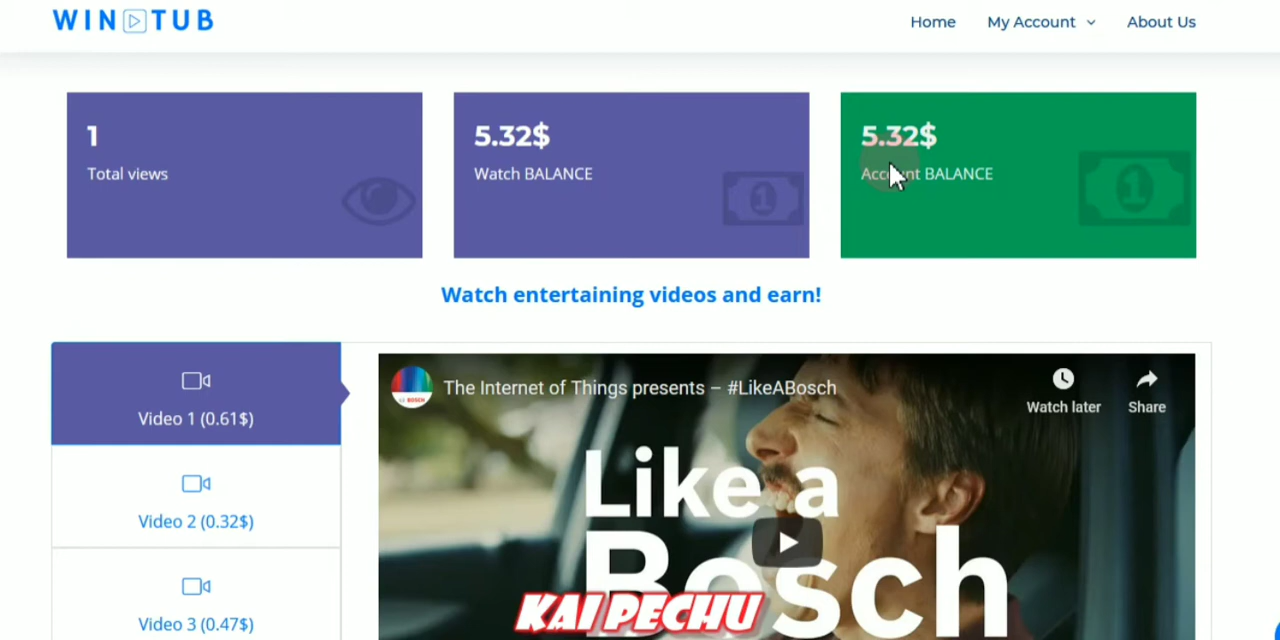 WIN TUB
Home My Account About Us
1
Total views
5.32$
Watch BALANCE
1
5.32$
Account BALANCE
1
Watch entertaining videos and earn!
Video 1 (0.61$)
Video 2 (0.32$)
Video 3 (0.47$)
The Internet of Things presents – #LikeABosch
Watch later
Share
Like a
Bosch
KAI PECHU